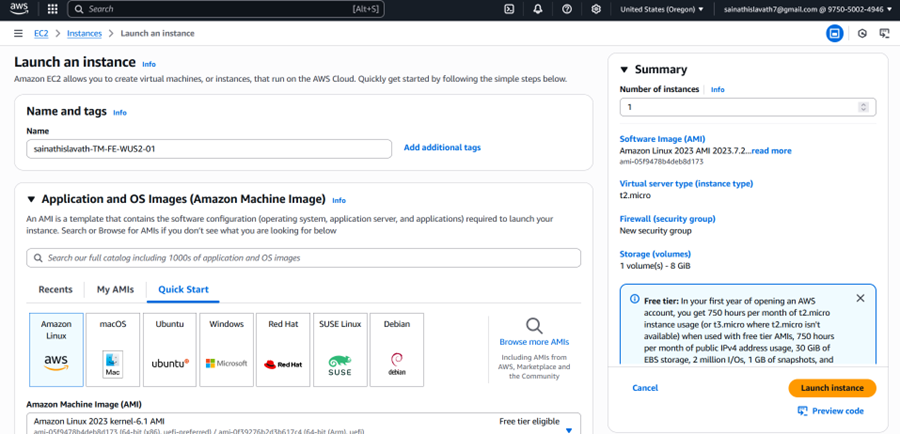 aws
Search
[Alt+S]
United States (Oregon)
sainathislavath7@gmail.com @ 9750-5002-4946
EC2 > Instances > Launch an instance
Launch an instance Info
Amazon EC2 allows you to create virtual machines, or instances, that run on the AWS Cloud. Quickly get started by following the simple steps below.
Name and tags Info
Name
sainathislavath-TM-FE-WUS2-01
Add additional tags
Application and OS Images (Amazon Machine Image) Info
An AMI is a template that contains the software configuration (operating system, application server, and applications) required to launch your
instance. Search or Browse for AMIs if you don't see what you are looking for below
Search our full catalog including 1000s of application and OS images
Recents
My AMIs
Quick Start
Amazon
Linux
aws
macOS
Mac
Ubuntu
ubuntu
Windows
Microsoft
Red Hat
Red Hat
SUSE Linux
SUSE
Debian
debian
Browse more AMIs
Including AMIs from
AWS, Marketplace and
the Community
Amazon Machine Image (AMI)
Amazon Linux 2023 kernel-6.1 AMI
Free tier eligible
ami-05f9478b4deb8d173 (64-bit (x86), uefi-preferred) / ami-0f39226b2d3b617c4 (64-bit (Arm), uefi)
Summary
Number of instances Info
1
Software Image (AMI)
Amazon Linux 2023 AMI 2023.7.2...read more
ami-05f9478b4deb8d173
Virtual server type (instance type)
t2.micro
Firewall (security group)
New security group
Storage (volumes)
1 volume(s) - 8 GiB
Free tier: In your first year of opening an AWS
account, you get 750 hours per month of t2.micro
instance usage (or t3.micro where t2.micro isn't
available) when used with free tier AMIs, 750 hours
per month of public IPv4 address usage, 30 GiB of
EBS storage, 2 million I/Os, 1 GB of snapshots, and
Cancel
Launch instance
Preview code